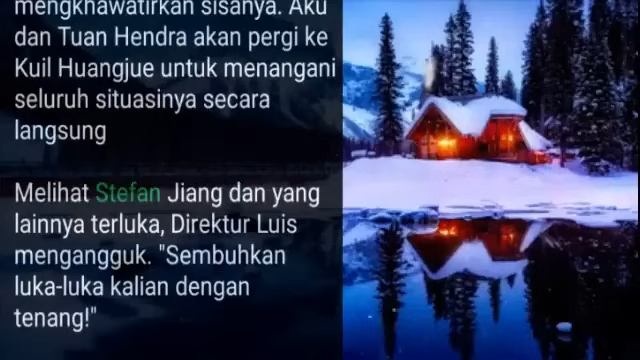 mengkhawatirkan sisanya. Aku
dan Tuan Hendra akan pergi ke
Kuil Huangjue untuk menangani
seluruh situasinya secara
langsung
Melihat Stefan Jiang dan yang
lainnya terluka, Direktur Luis
mengangguk. "Sembuhkan
luka-luka kalian dengan
tenang!"